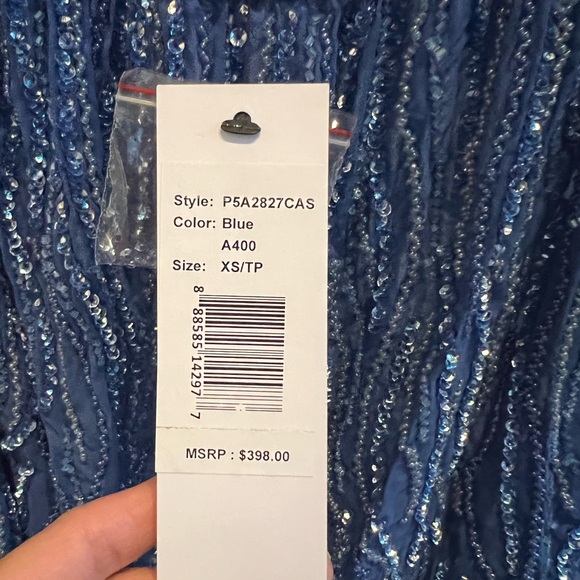 Style: P5A2827CAS
Color: Blue
A400
Size: XS/TP
8 88585 14297 7
MSRP : $398.00